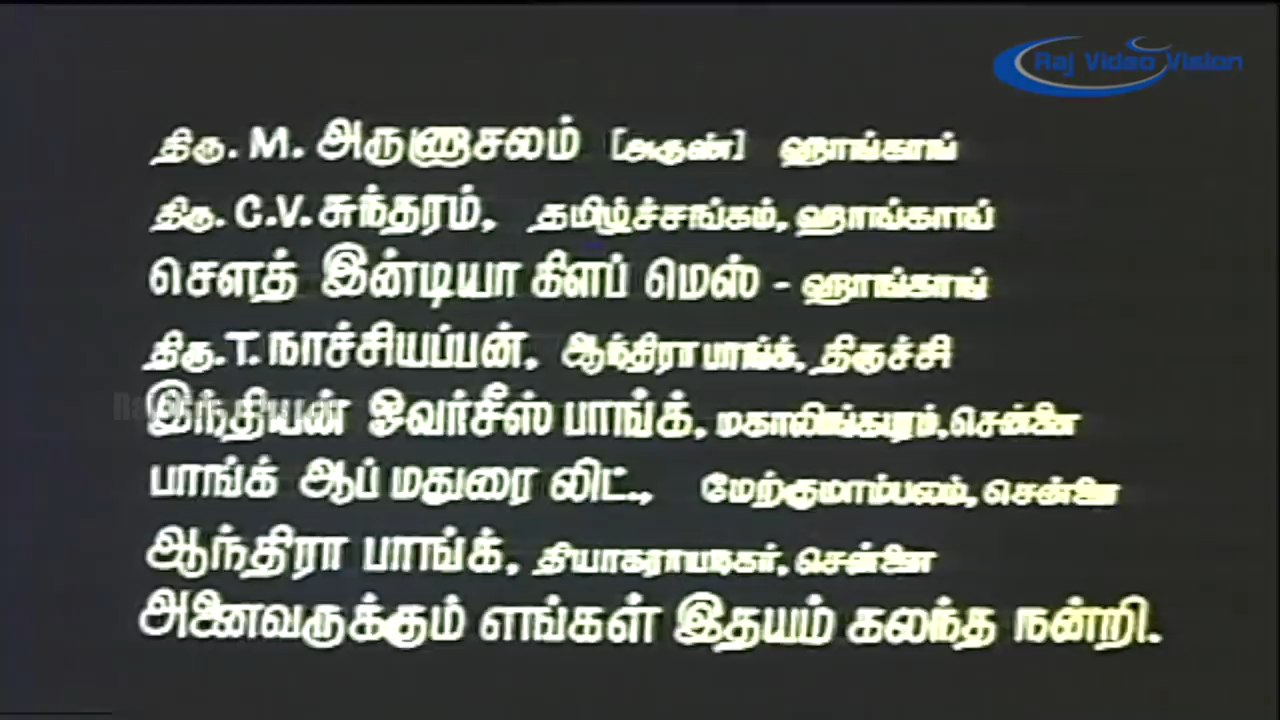 Raj Video Vision
திரு. M. அருணாசலம் [அருண்] ஹாங்காங்
திரு. C.V. சுந்தரம், தமிழ்ச்சங்கம், ஹாங்காங்
சௌத் இன்டியா கிளப் மெஸ் - ஹாங்காங்
திரு. T. நாச்சியப்பன், ஆந்திரா பாங்க், திருச்சி
இந்தியன் ஓவர்சீஸ் பாங்க், மகாலிங்கபுரம், சென்னை
பாங்க் ஆப் மதுரை லிட்., மேற்குமாம்பலம், சென்னை
ஆந்திரா பாங்க், தியாகராயநகர், சென்னை
அனைவருக்கும் எங்கள் இதயம் கலந்த நன்றி.